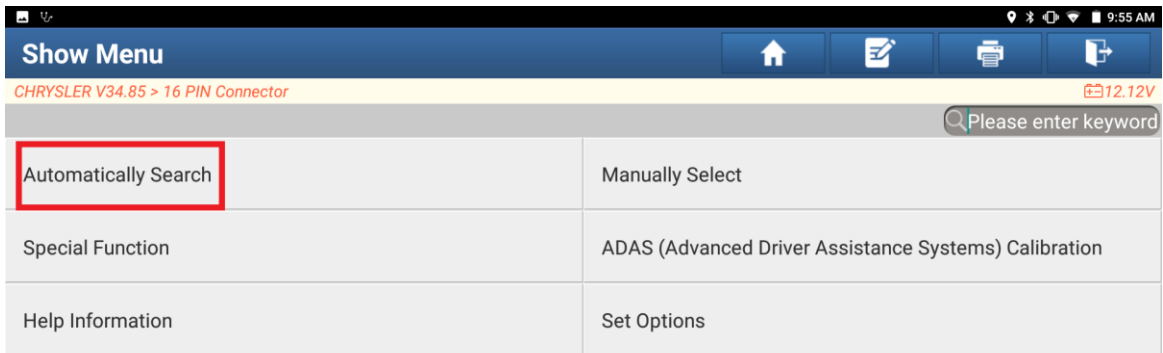 9:55 AM
Show Menu
CHRYSLER V34.85 > 16 PIN Connector
12.12V
Please enter keyword
Automatically Search
Manually Select
Special Function
ADAS (Advanced Driver Assistance Systems) Calibration
Help Information
Set Options